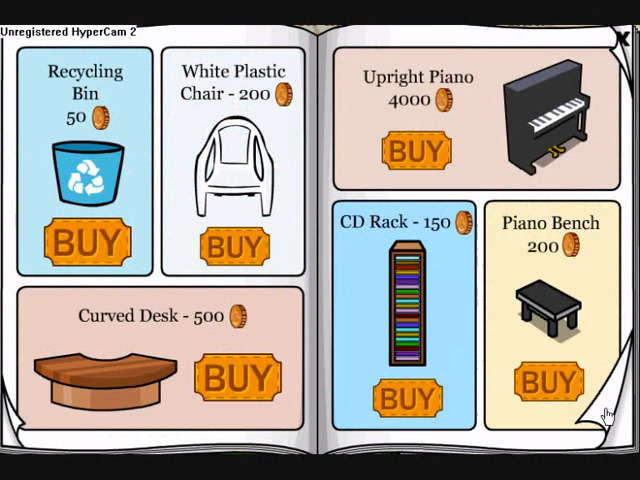 Unregistered HyperCam 2
Recycling
Bin
50
BUY
White Plastic
Chair - 200
BUY
Curved Desk - 500
BUY
Upright Piano
4000
BUY
CD Rack - 150
BUY
Piano Bench
200
BUY
X